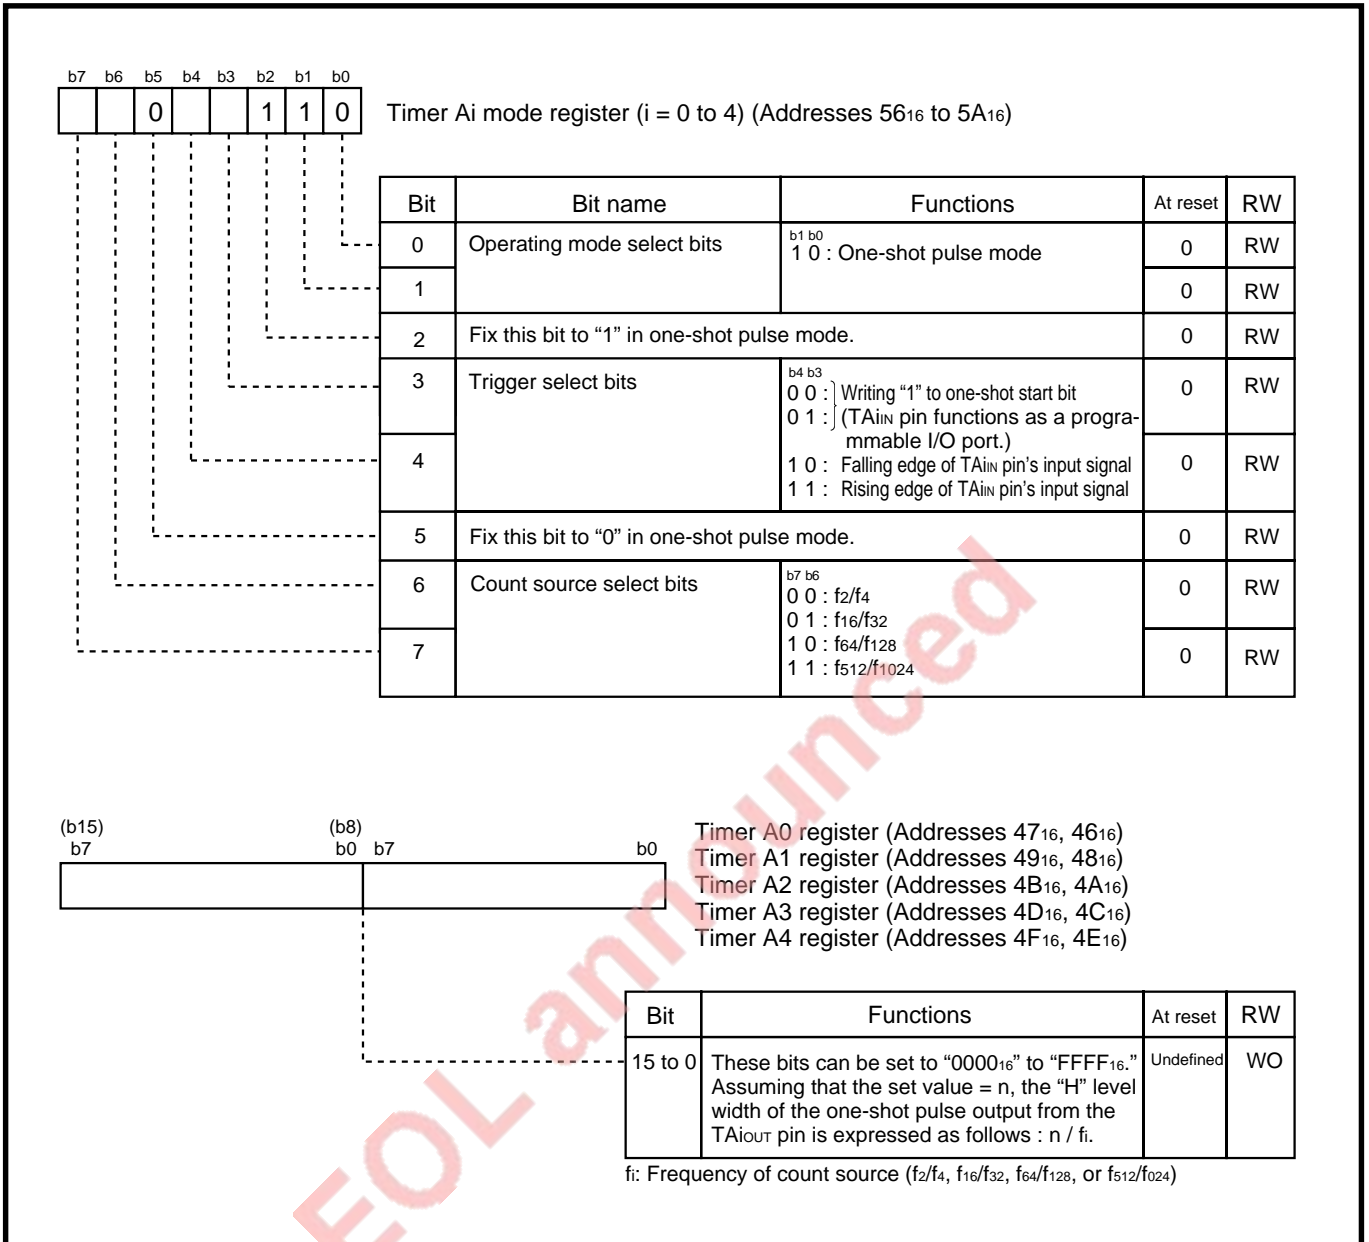 b7 b6 b5 b4 b3 b2 b1 b0
0 1 1 0 Timer Ai mode register (i = 0 to 4) (Addresses 5616 to 5A16)
Bit Bit name Functions At reset RW
0 Operating mode select bits b1 b0
1 0 : One-shot pulse mode 0 RW
1 0 RW
2 Fix this bit to “1” in one-shot pulse mode. 0 RW
3 Trigger select bits b4 b3
0 0 : Writing “1” to one-shot start bit 0 RW
0 1 : (TAiIN pin functions as a progra-
mmable I/O port.)
4 1 0 : Falling edge of TAiIN pin’s input signal 0 RW
1 1 : Rising edge of TAiIN pin’s input signal
5 Fix this bit to “0” in one-shot pulse mode. 0 RW
6 Count source select bits b7 b6
0 0 : f2/f4 0 RW
0 1 : f16/f32
7 1 0 : f64/f128 0 RW
1 1 : f512/f1024
(b15) (b8)
b7 b0 b7 b0
Timer A0 register (Addresses 4716, 4616)
Timer A1 register (Addresses 4916, 4816)
Timer A2 register (Addresses 4B16, 4A16)
Timer A3 register (Addresses 4D16, 4C16)
Timer A4 register (Addresses 4F16, 4E16)
Bit Functions At reset RW
15 to 0 These bits can be set to “000016” to “FFFF16.” Undefined WO
Assuming that the set value = n, the “H” level
width of the one-shot pulse output from the
TAiOUT pin is expressed as follows : n / fi.
fi: Frequency of count source (f2/f4, f16/f32, f64/f128, or f512/f024)
EOL announced